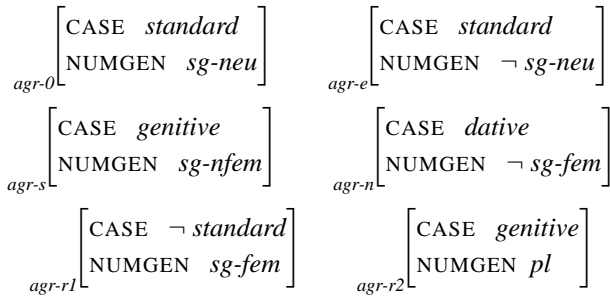 CASE standard CASE standard
NUMGEN sg-neu NUMGEN ¬ sg-neu
agr-0 agr-e
CASE genitive CASE dative
NUMGEN sg-nfem NUMGEN ¬ sg-fem
agr-s agr-n
CASE ¬ standard CASE genitive
NUMGEN sg-fem NUMGEN pl
agr-r1 agr-r2